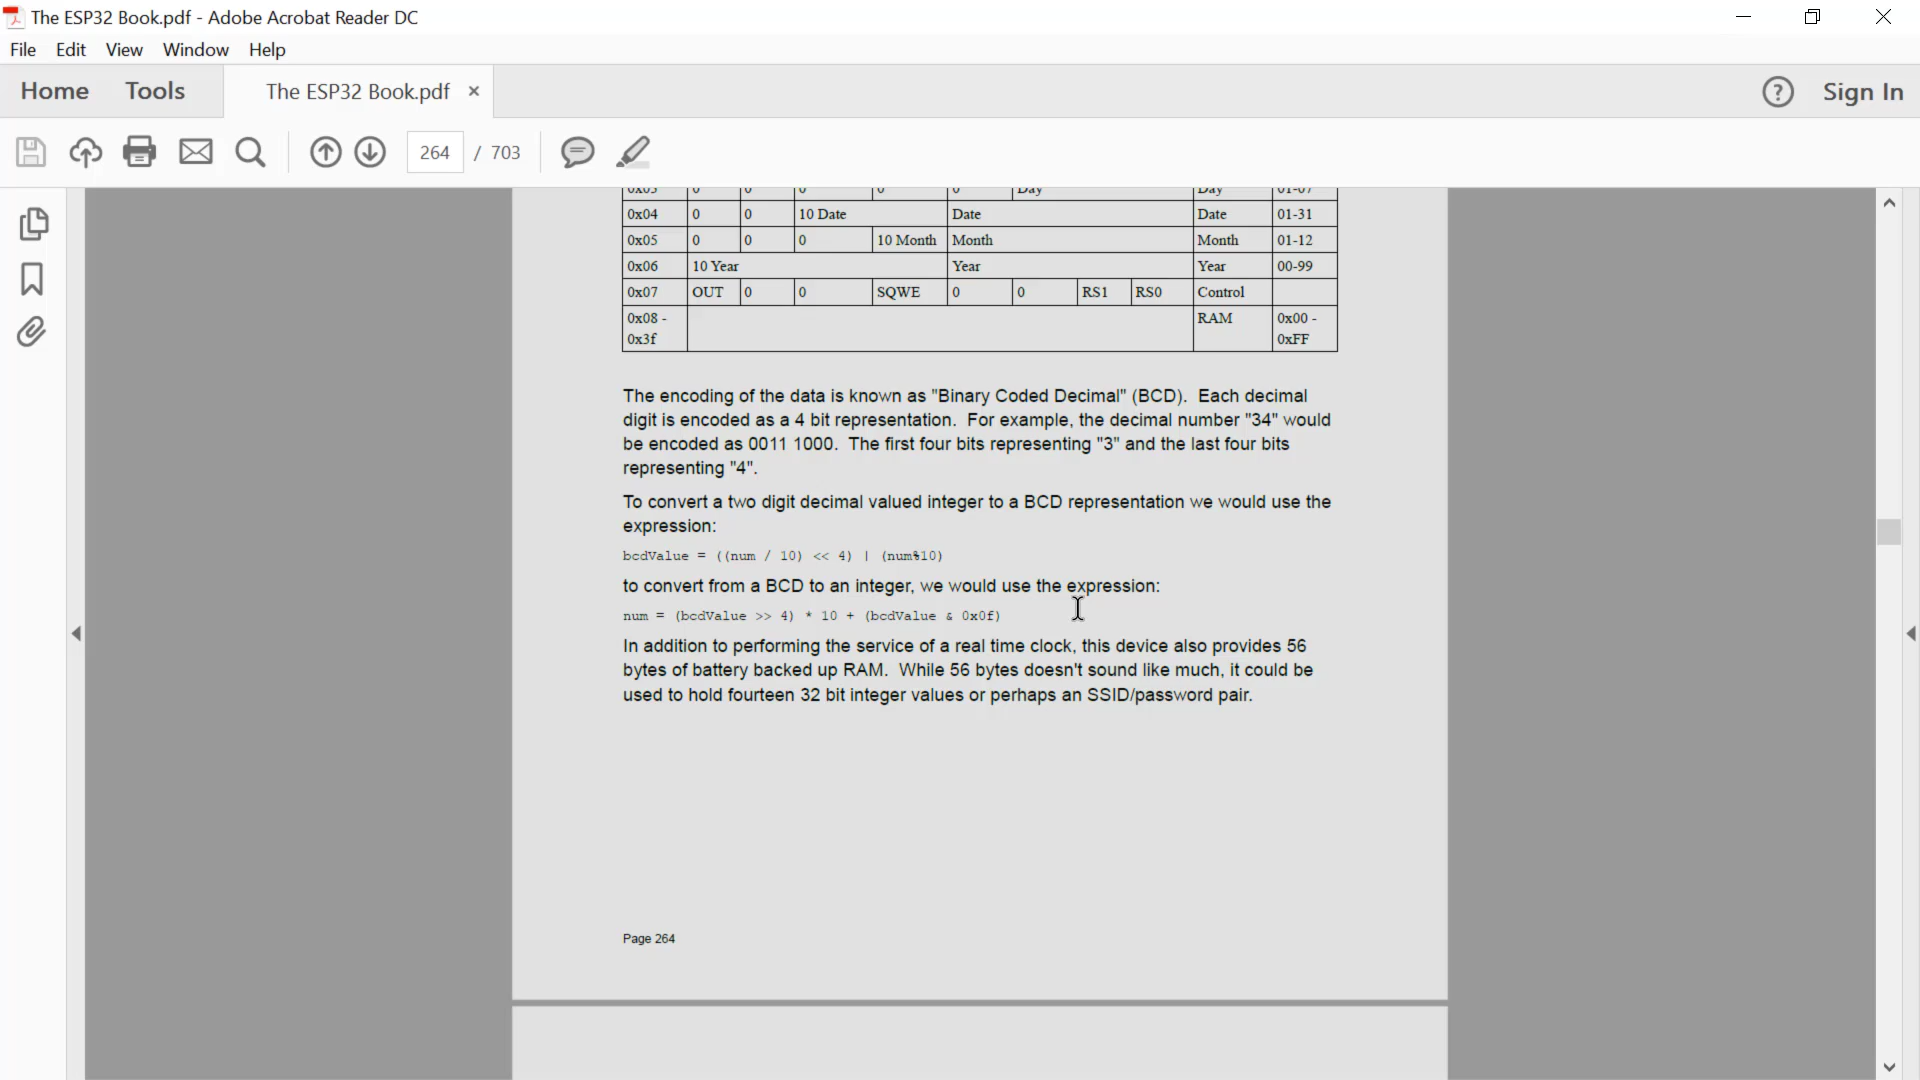 The ESP32 Book.pdf - Adobe Acrobat Reader DC
File Edit View Window Help
Home Tools The ESP32 Book.pdf × ? Sign In
264 / 703
0x03 0 0 0 0 0 Day Day 01-07
0x04 0 0 10 Date Date Date 01-31
0x05 0 0 0 10 Month Month Month 01-12
0x06 10 Year Year Year 00-99
0x07 OUT 0 0 SQWE 0 0 RS1 RS0 Control
0x08 - RAM 0x00 -
0x3f 0xFF
The encoding of the data is known as "Binary Coded Decimal" (BCD). Each decimal
digit is encoded as a 4 bit representation. For example, the decimal number "34" would
be encoded as 0011 1000. The first four bits representing "3" and the last four bits
representing "4".
To convert a two digit decimal valued integer to a BCD representation we would use the
expression:
bcdValue = ((num / 10) << 4) | (num%10)
to convert from a BCD to an integer, we would use the expression:
num = (bcdValue >> 4) * 10 + (bcdValue & 0x0f)
In addition to performing the service of a real time clock, this device also provides 56
bytes of battery backed up RAM. While 56 bytes doesn't sound like much, it could be
used to hold fourteen 32 bit integer values or perhaps an SSID/password pair.
Page 264